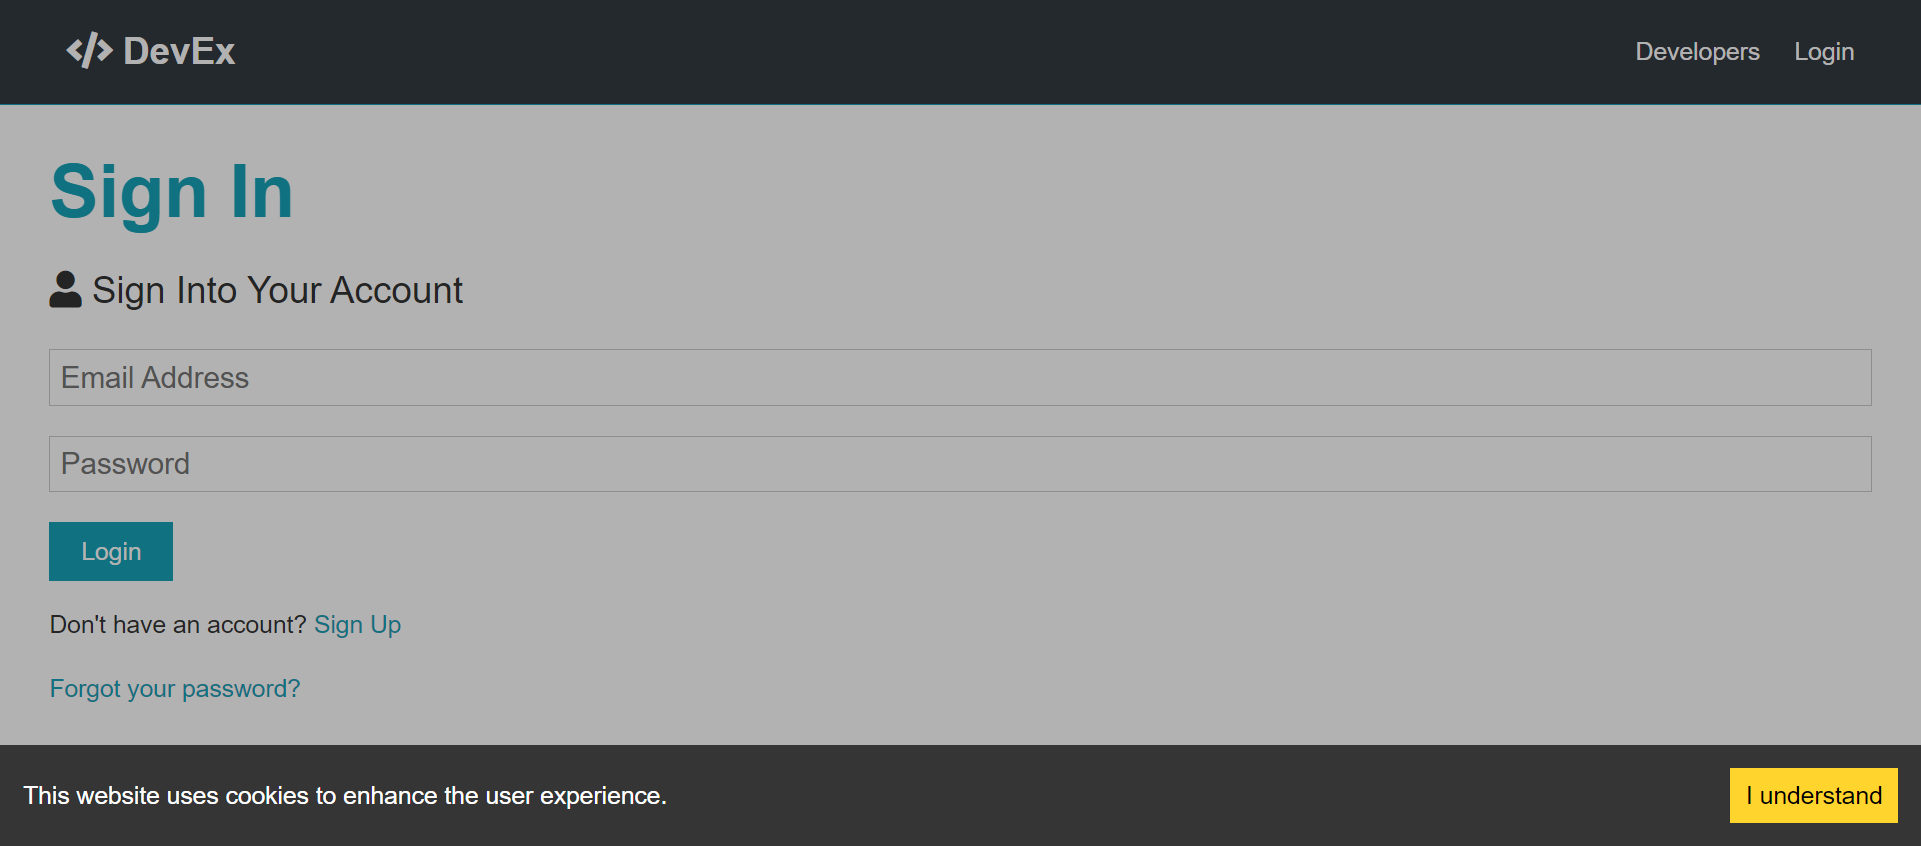 DevEx
Developers Login
Sign In
Sign Into Your Account
Email Address
Password
Login
Don't have an account? Sign Up
Forgot your password?
This website uses cookies to enhance the user experience.
I understand